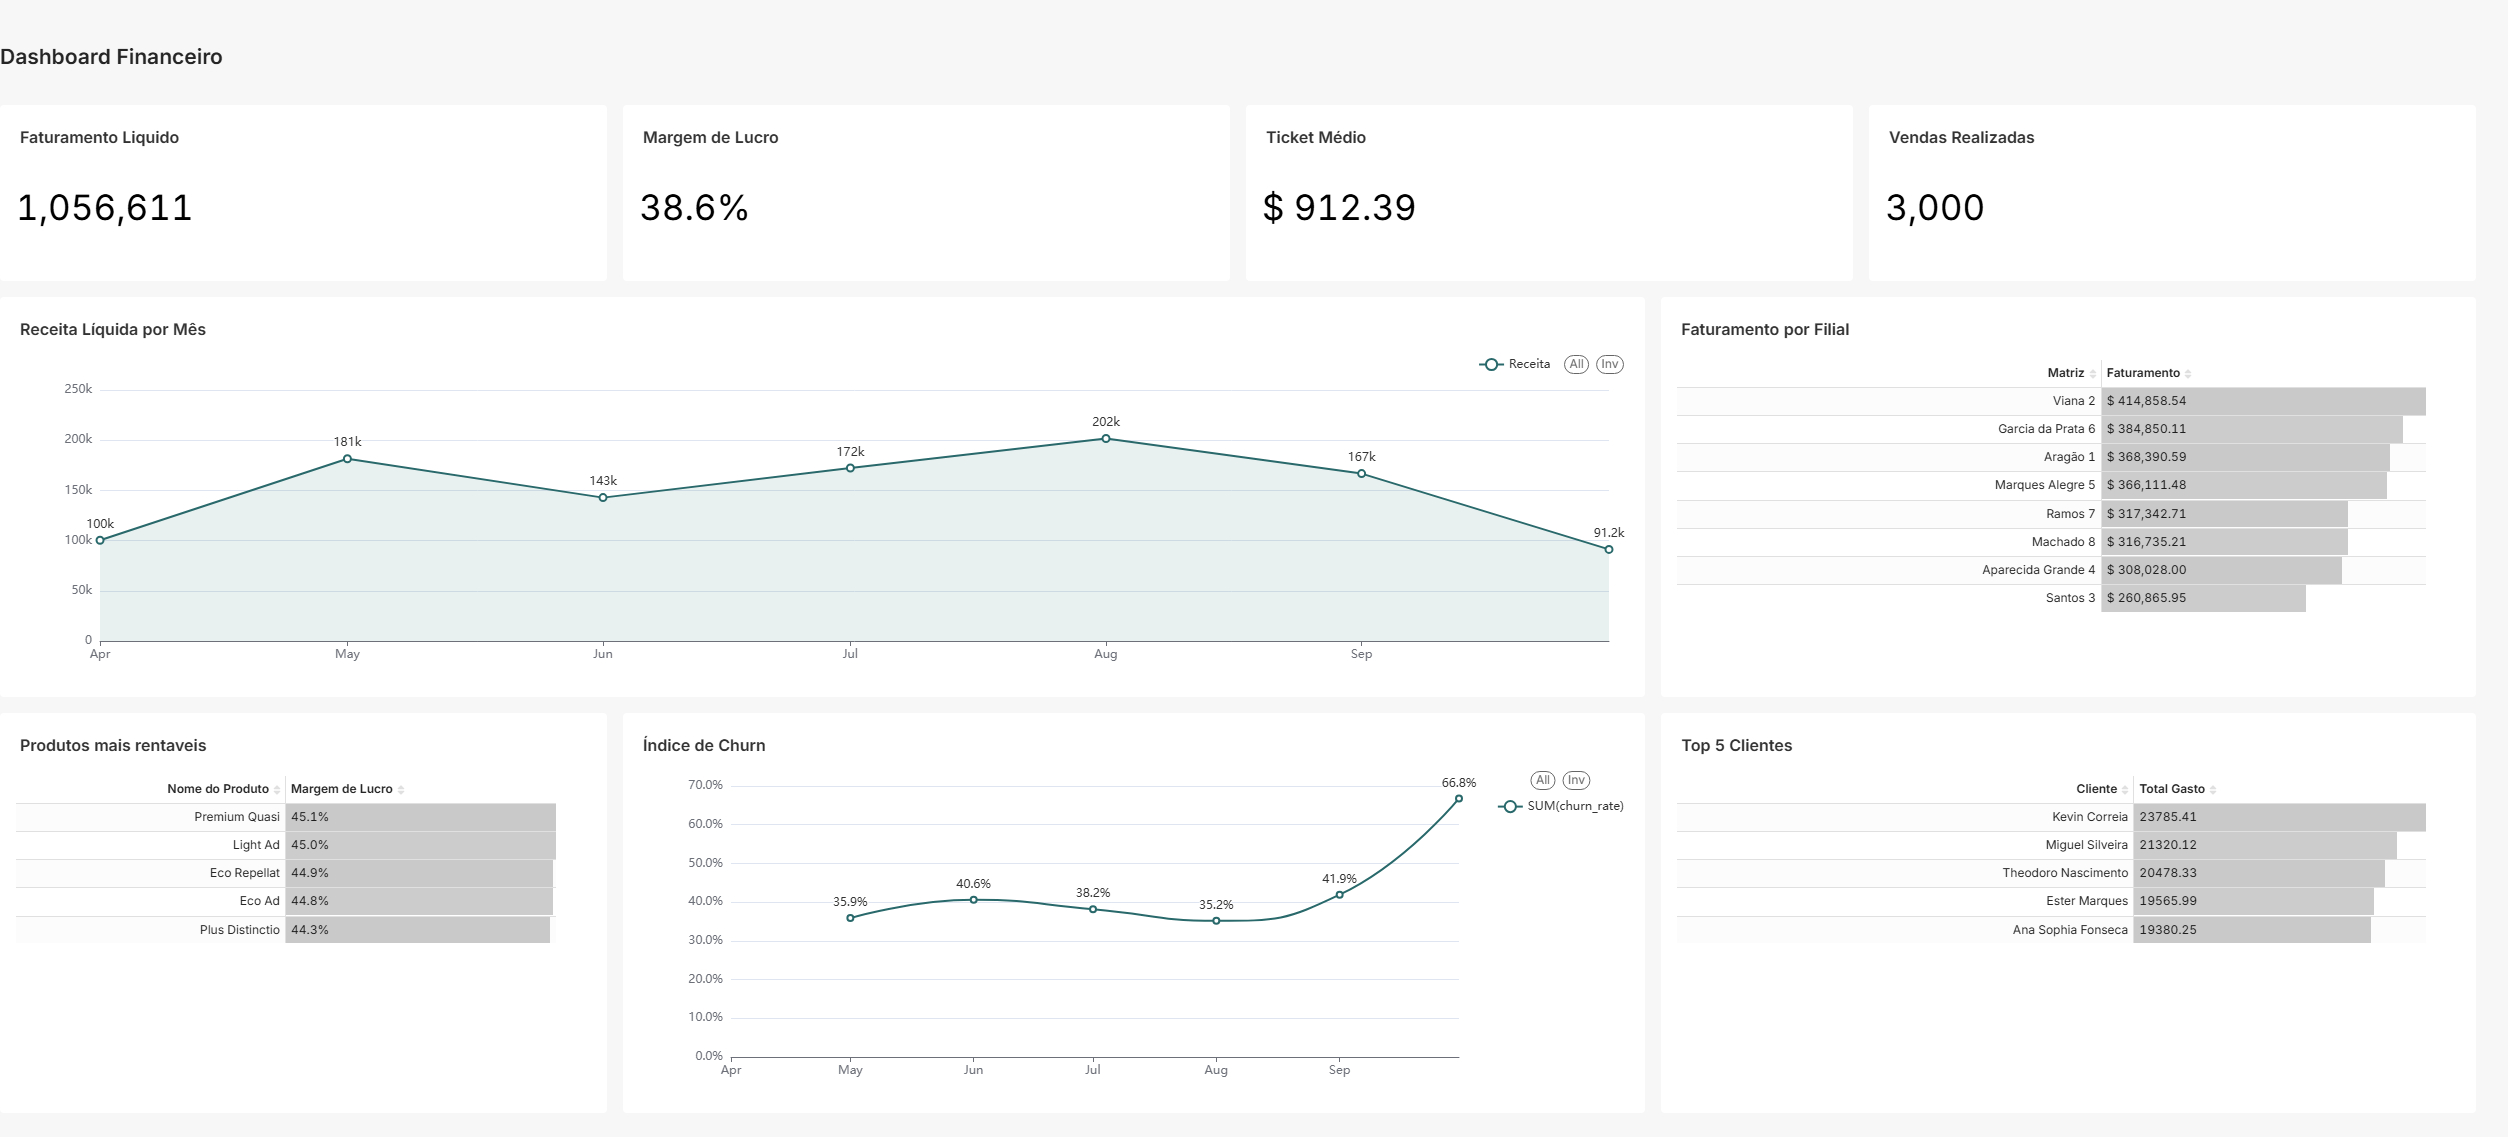 Dashboard Financeiro
Faturamento Liquido
1,056,611
Margem de Lucro
38.6%
Ticket Médio
$ 912.39
Vendas Realizadas
3,000
Receita Líquida por Mês
Receita All Inv
250k
200k
150k
100k
50k
0
100k
181k
143k
172k
202k
167k
91.2k
Apr May Jun Jul Aug Sep
Faturamento por Filial
Matriz Faturamento
Viana 2 $ 414,858.54
Garcia da Prata 6 $ 384,850.11
Aragão 1 $ 368,390.59
Marques Alegre 5 $ 366,111.48
Ramos 7 $ 317,342.71
Machado 8 $ 316,735.21
Aparecida Grande 4 $ 308,028.00
Santos 3 $ 260,865.95
Produtos mais rentaveis
Nome do Produto Margem de Lucro
Premium Quasi 45.1%
Light Ad 45.0%
Eco Repellat 44.9%
Eco Ad 44.8%
Plus Distinctio 44.3%
Índice de Churn
All Inv
SUM(churn_rate)
70.0%
60.0%
50.0%
40.0%
30.0%
20.0%
10.0%
0.0%
35.9%
40.6%
38.2%
35.2%
41.9%
66.8%
Apr May Jun Jul Aug Sep
Top 5 Clientes
Cliente Total Gasto
Kevin Correia 23785.41
Miguel Silveira 21320.12
Theodoro Nascimento 20478.33
Ester Marques 19565.99
Ana Sophia Fonseca 19380.25